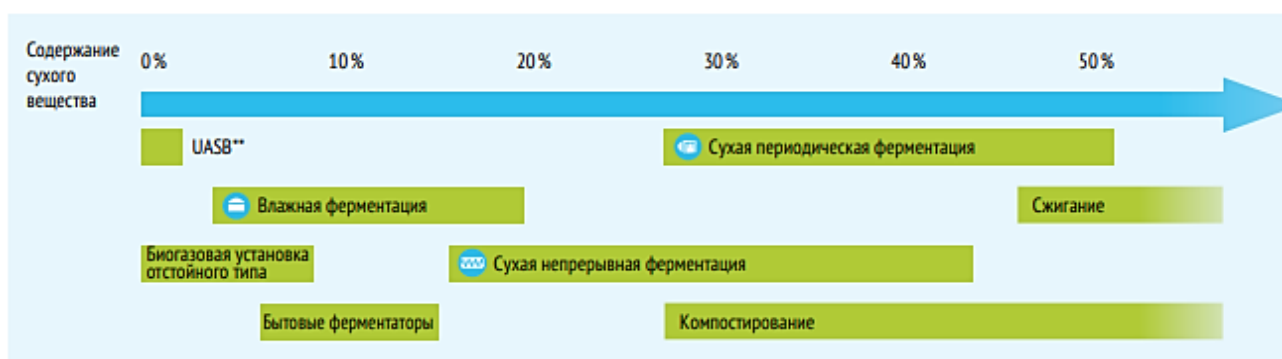 Содержание
сухого
вещества
0 % 10 % 20 % 30 % 40 % 50 %
UASB**
Сухая периодическая ферментация
Влажная ферментация
Сжигание
Биогазовая установка
отстойного типа
Сухая непрерывная ферментация
Бытовые ферментаторы
Компостирование